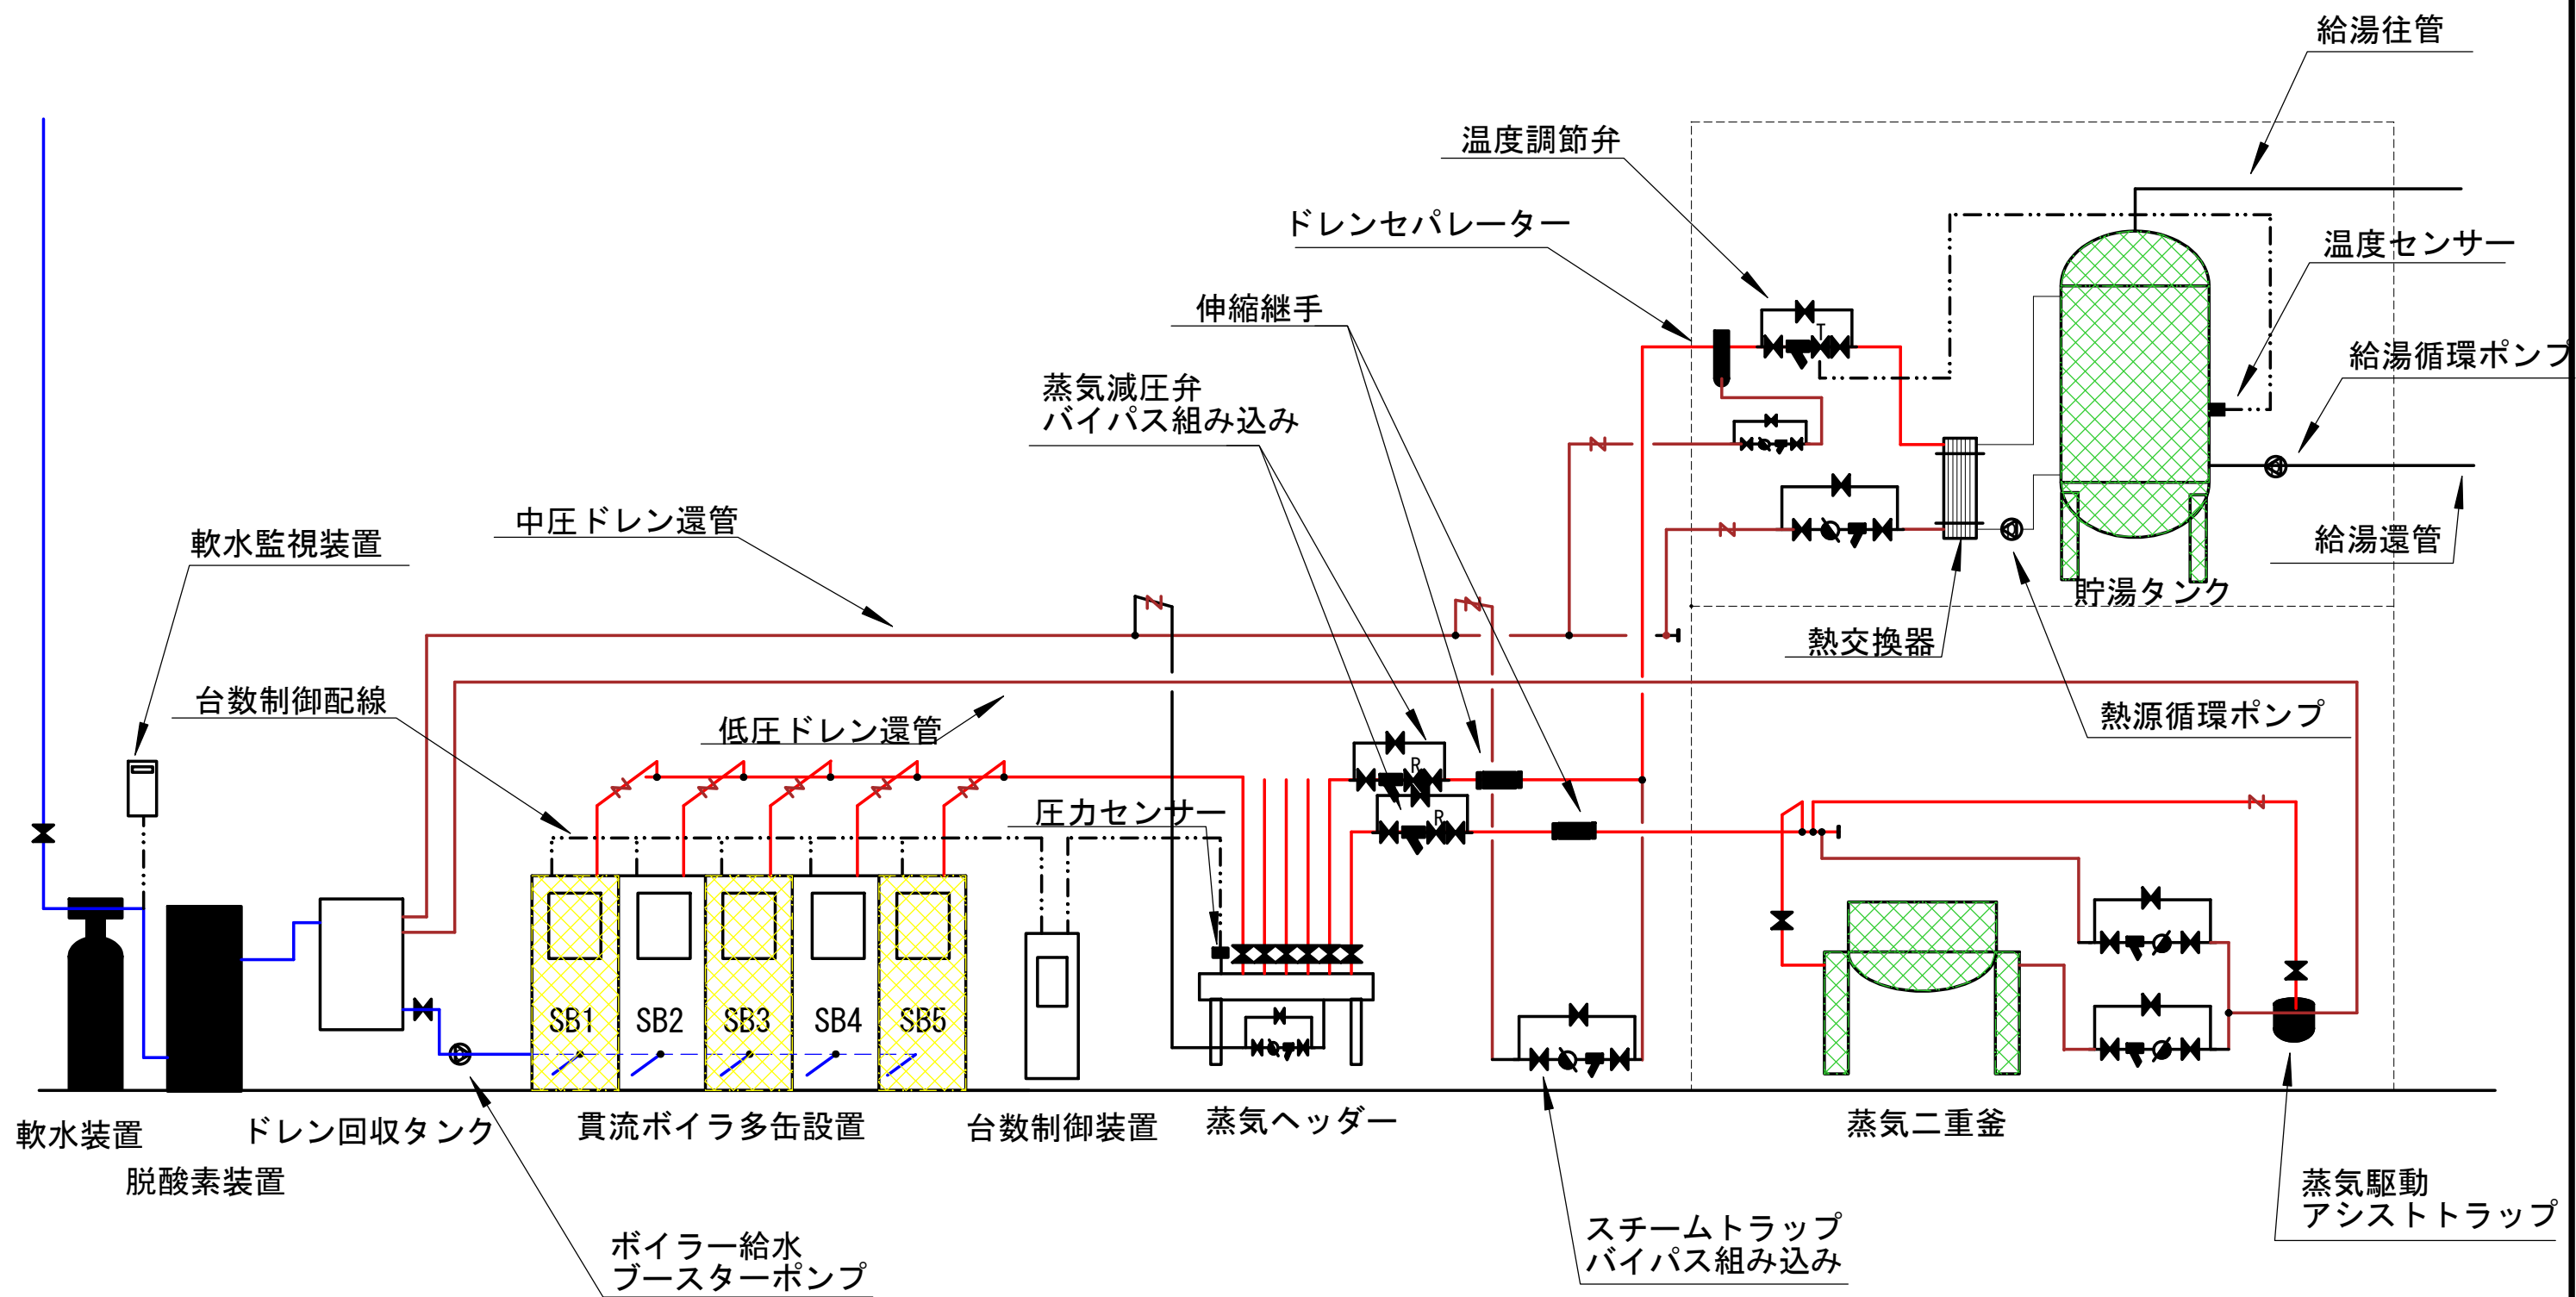 給湯往管
温度調節弁
ドレンセパレーター
温度センサー
伸縮継手
T
給湯循環ポンプ
蒸気減圧弁
バイパス組み込み
中圧ドレン還管
軟水監視装置
給湯還管
貯湯タンク
熱交換器
台数制御配線
低圧ドレン還管
熱源循環ポンプ
R
圧力センサー
R
SB1
SB2
SB3
SB4
SB5
軟水装置
ドレン回収タンク
貫流ボイラ多缶設置
台数制御装置
蒸気ヘッダー
蒸気二重釜
脱酸素装置
蒸気駆動
アシストトラップ
スチームトラップ
バイパス組み込み
ボイラー給水
ブースターポンプ